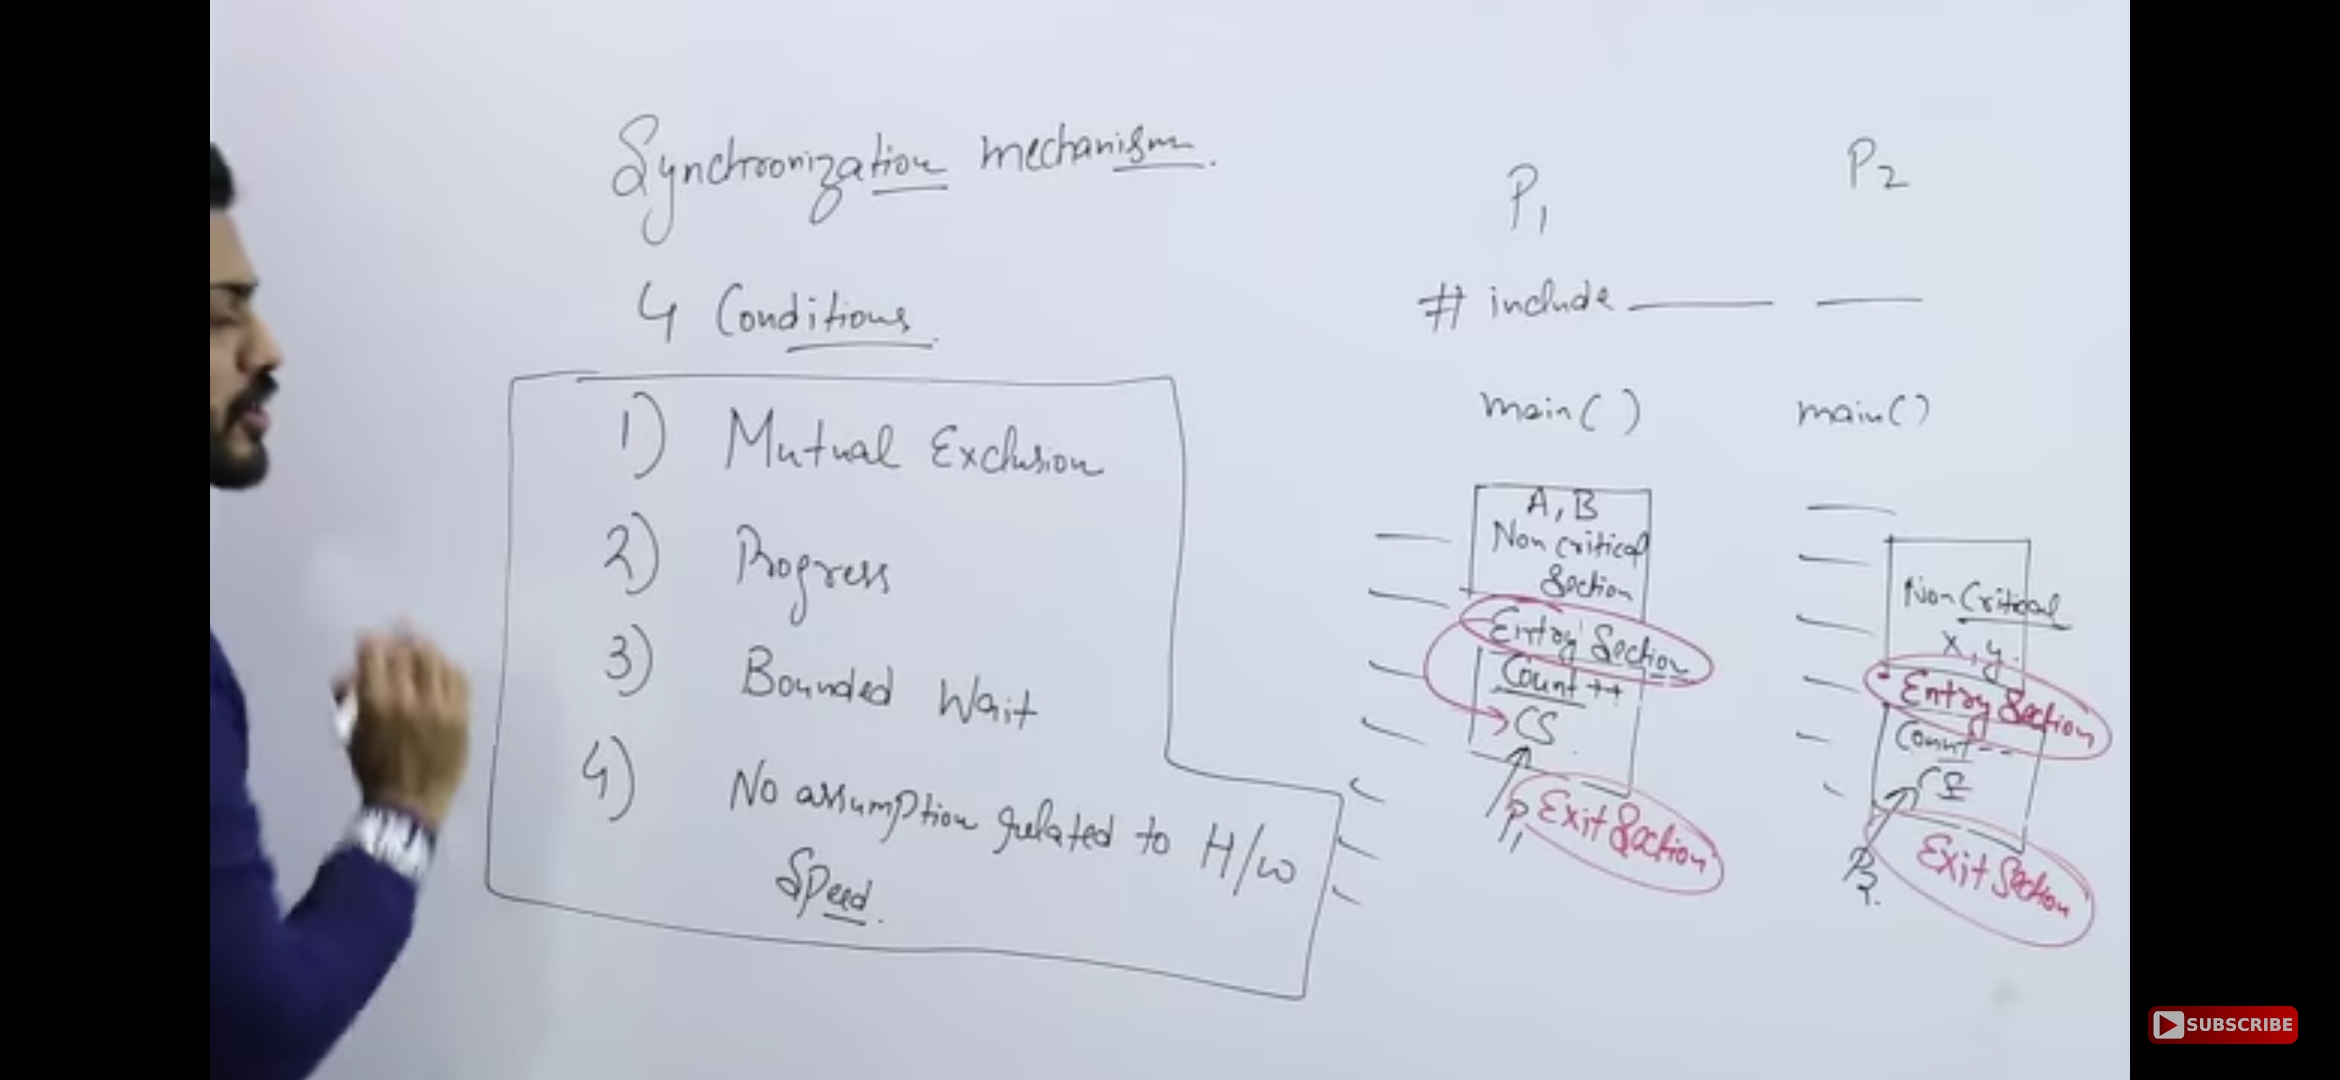 Synchronization mechanism.
4 Conditions.
1) Mutual Exclusion
2) Progress
3) Bounded Wait
4) No assumption related to H/w
Speed.
P1
P2
# include
main( )
main()
A, B
Non critical
Section
Entry Section
Count ++
CS
P1
Exit Section
Non Critical
X, y.
Entry Section
Count --
CS
P2.
Exit Section
SUBSCRIBE